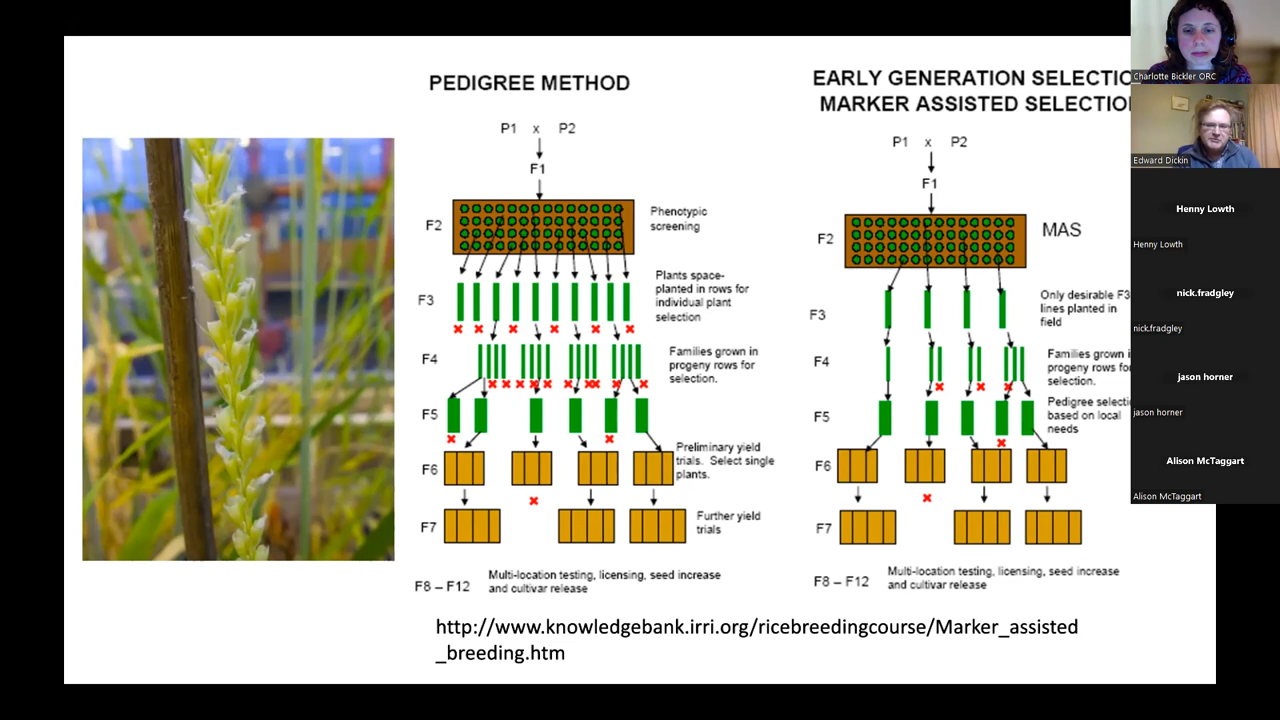 PEDIGREE METHOD
P1 x P2
F1
F2
Phenotypic
screening
F3
Plants space-
planted in rows for
individual plant
selection
F4
Families grown in
progeny rows for
selection.
F5
F6
Preliminary yield
trials. Select single
plants.
F7
Further yield
trials
F8 – F12
Multi-location testing, licensing, seed increase
and cultivar release
EARLY GENERATION SELECTIO
MARKER ASSISTED SELECTIO
P1 x P2
F1
F2
MAS
F3
Only desirable F3
lines planted in
field
F4
Families grown i
progeny rows fo
selection.
F5
Pedigree selecti
based on local
needs
F6
F7
F8 – F12
Multi-location testing, licensing, seed increase
and cultivar release
http://www.knowledgebank.irri.org/ricebreedingcourse/Marker_assisted
_breeding.htm
Charlotte Bickler ORC
Edward Dickin
Henny Lowth
Henny Lowth
nick.fradgley
nick.fradgley
jason horner
jason horner
Alison McTaggart
Alison McTaggart